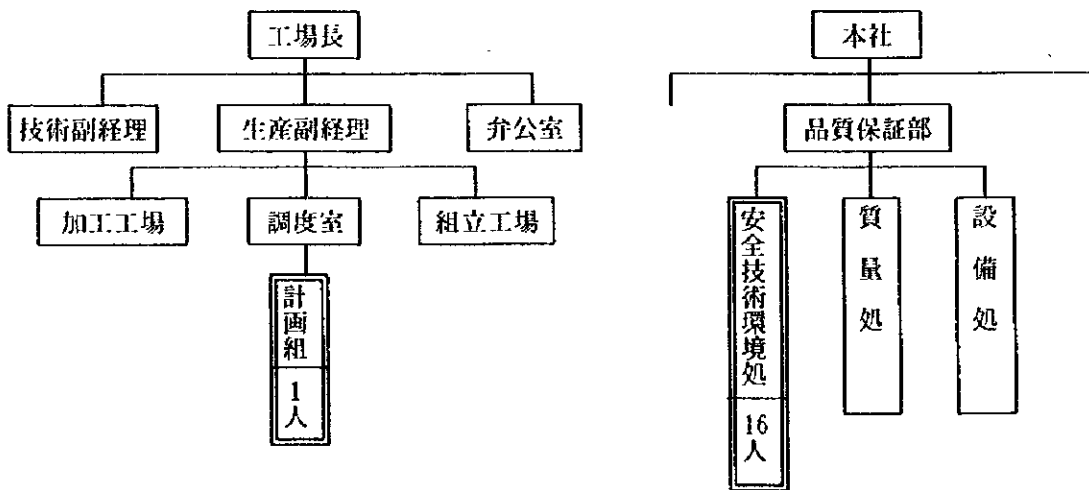 工場長
技術副経理
生産副経理
弁公室
加工工場
調度室
組立工場
計画組
1人
本社
品質保証部
安全技術環境処
16人
質量処
設備処